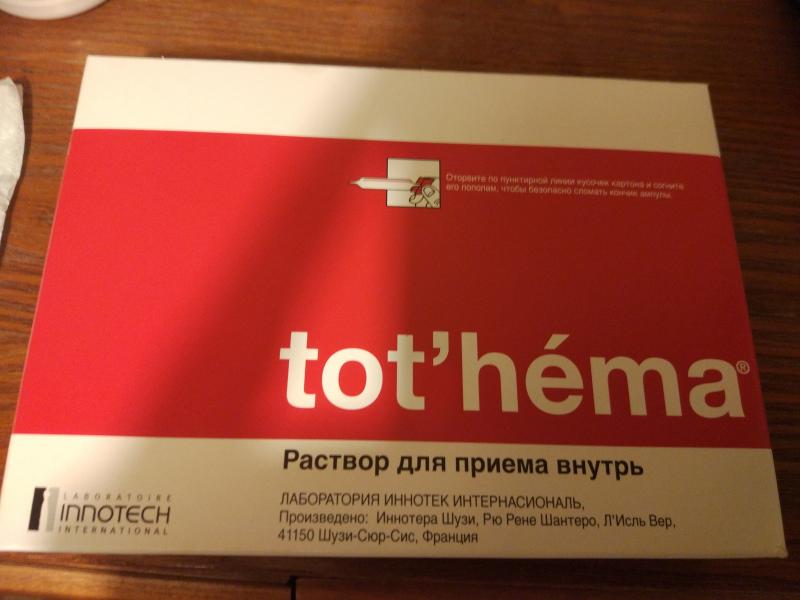 Оторвите по пунктирной линии кусочек картона и согните
его пополам, чтобы безопасно сломать кончик ампулы.
tot’héma®
Раствор для приема внутрь
LABORATOIRE
INNOTECH
INTERNATIONAL
ЛАБОРАТОРИЯ ИННОТЕК ИНТЕРНАСИОНАЛЬ,
Произведено: Иннотера Шузи, Рю Рене Шантеро, Л'Исль Вер,
41150 Шузи-Сюр-Сис, Франция